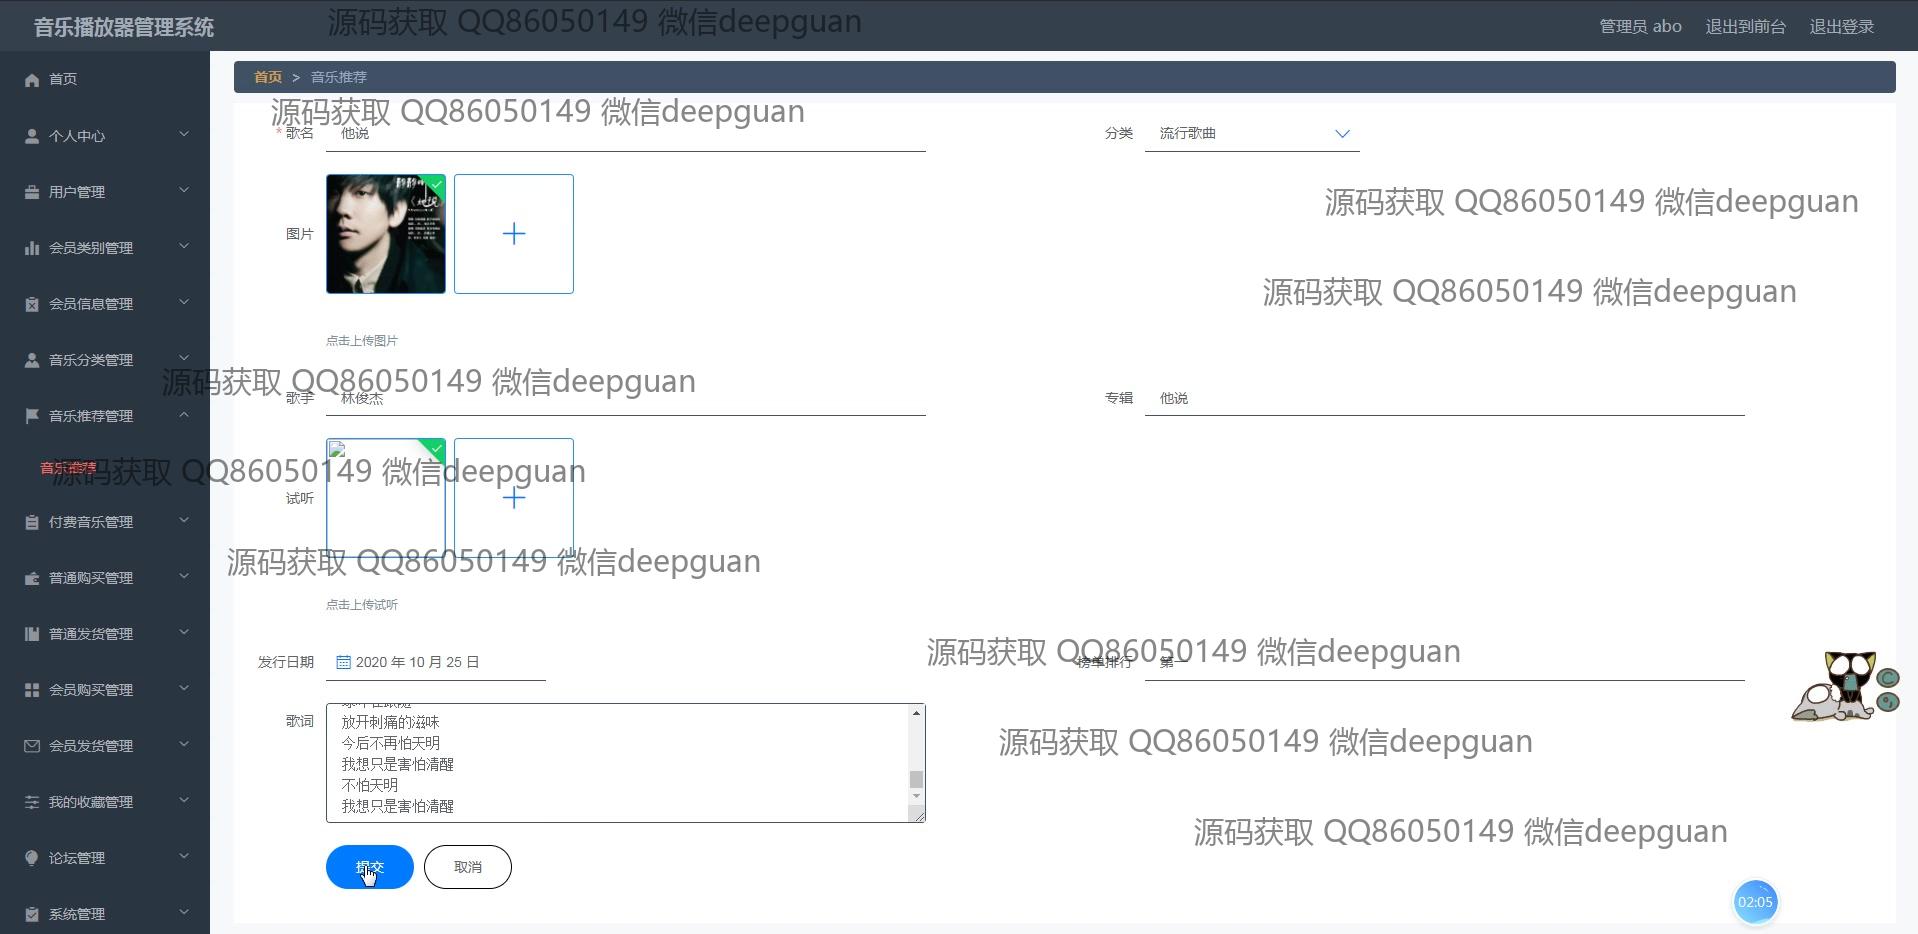 音乐播放器管理系统
源码获取 QQ86050149 微信deepguan
管理员 abo
退出到前台
退出登录
首页
个人中心
用户管理
会员类别管理
会员信息管理
音乐分类管理
音乐推荐管理
音乐推荐
付费音乐管理
普通购买管理
普通发货管理
会员购买管理
会员发货管理
我的收藏管理
论坛管理
系统管理
首页 > 音乐推荐
源码获取 QQ86050149 微信deepguan
* 歌名 他说
分类 流行歌曲
源码获取 QQ86050149 微信deepguan
图片
源码获取 QQ86050149 微信deepguan
点击上传图片
源码获取 QQ86050149 微信deepguan
歌手 林俊杰
专辑 他说
源码获取 QQ86050149 微信deepguan
试听
源码获取 QQ86050149 微信deepguan
点击上传试听
源码获取 QQ86050149 微信deepguan
发行日期 2020 年 10 月 25 日
榜单排行 第一
歌词
放开刺痛的滋味
今后不再怕天明
我想只是害怕清醒
不怕天明
我想只是害怕清醒
源码获取 QQ86050149 微信deepguan
源码获取 QQ86050149 微信deepguan
提交
取消
02:05